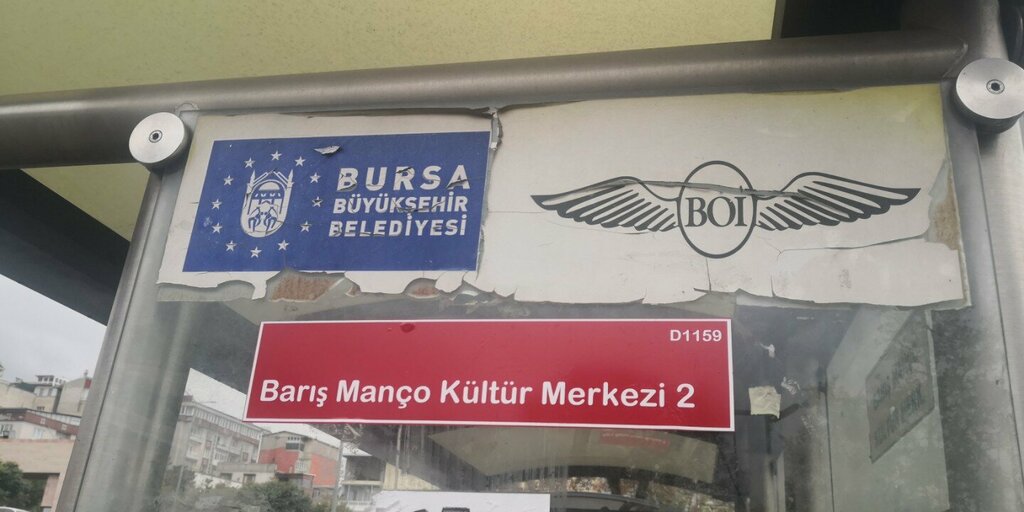 BURSA
BÜYÜKŞEHİR
BELEDİYESİ
BOİ
D1159
Barış Manço Kültür Merkezi 2